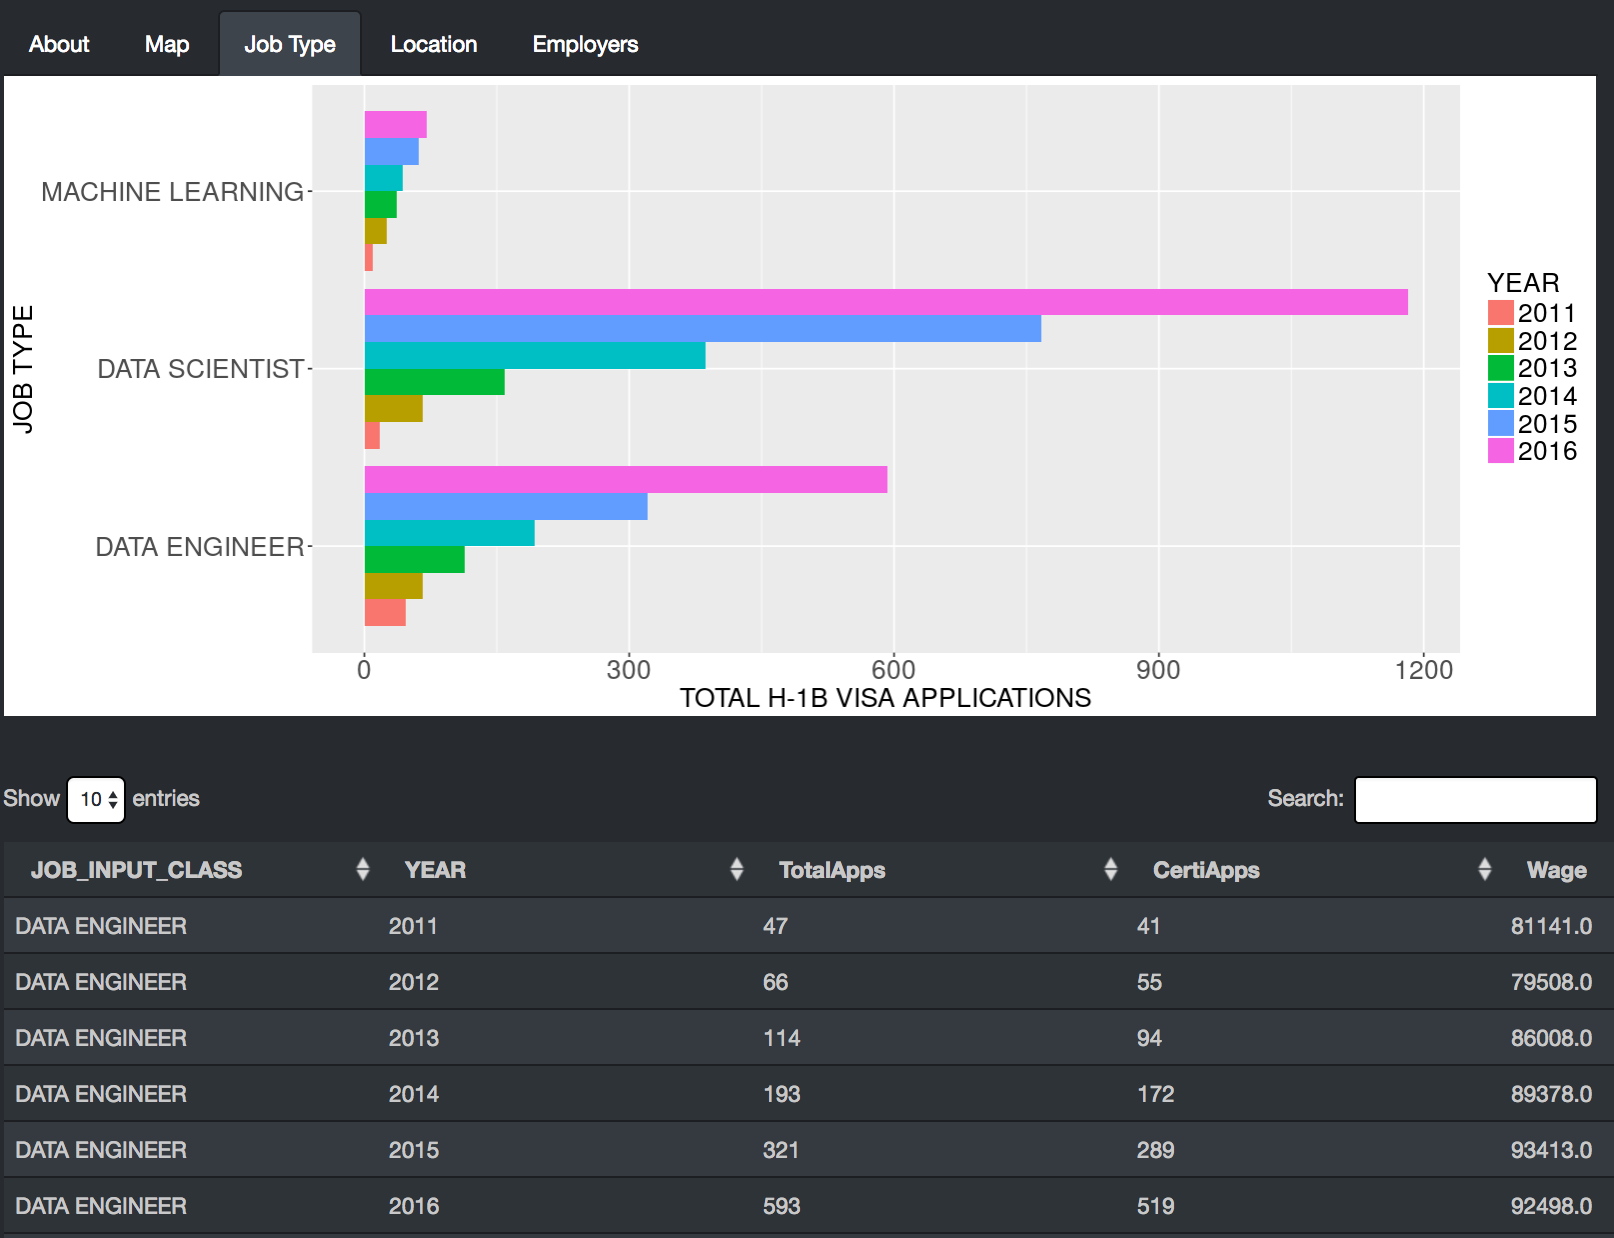 About Map Job Type Location Employers
MACHINE LEARNING
DATA SCIENTIST
DATA ENGINEER
JOB TYPE
0 300 600 900 1200
TOTAL H-1B VISA APPLICATIONS
YEAR
2011
2012
2013
2014
2015
2016
Show 10 entries Search:
JOB_INPUT_CLASS YEAR TotalApps CertiApps Wage
DATA ENGINEER 2011 47 41 81141.0
DATA ENGINEER 2012 66 55 79508.0
DATA ENGINEER 2013 114 94 86008.0
DATA ENGINEER 2014 193 172 89378.0
DATA ENGINEER 2015 321 289 93413.0
DATA ENGINEER 2016 593 519 92498.0